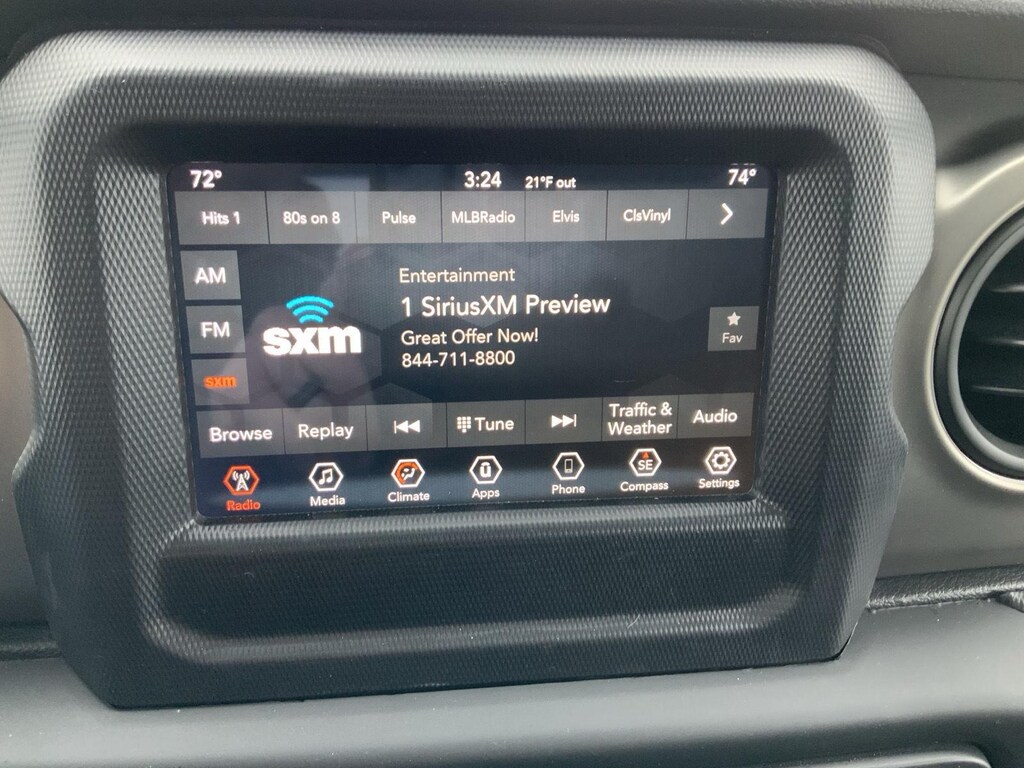 72° 3:24 21°F out 74°
Hits 1 80s on 8 Pulse MLBRadio Elvis ClsVinyl
AM
Entertainment
1 SiriusXM Preview
FM
sxm
Great Offer Now!
Fav
844-711-8800
sxm
Browse Replay Tune Traffic & Weather Audio
SE
Radio Media Climate Apps Phone Compass Settings